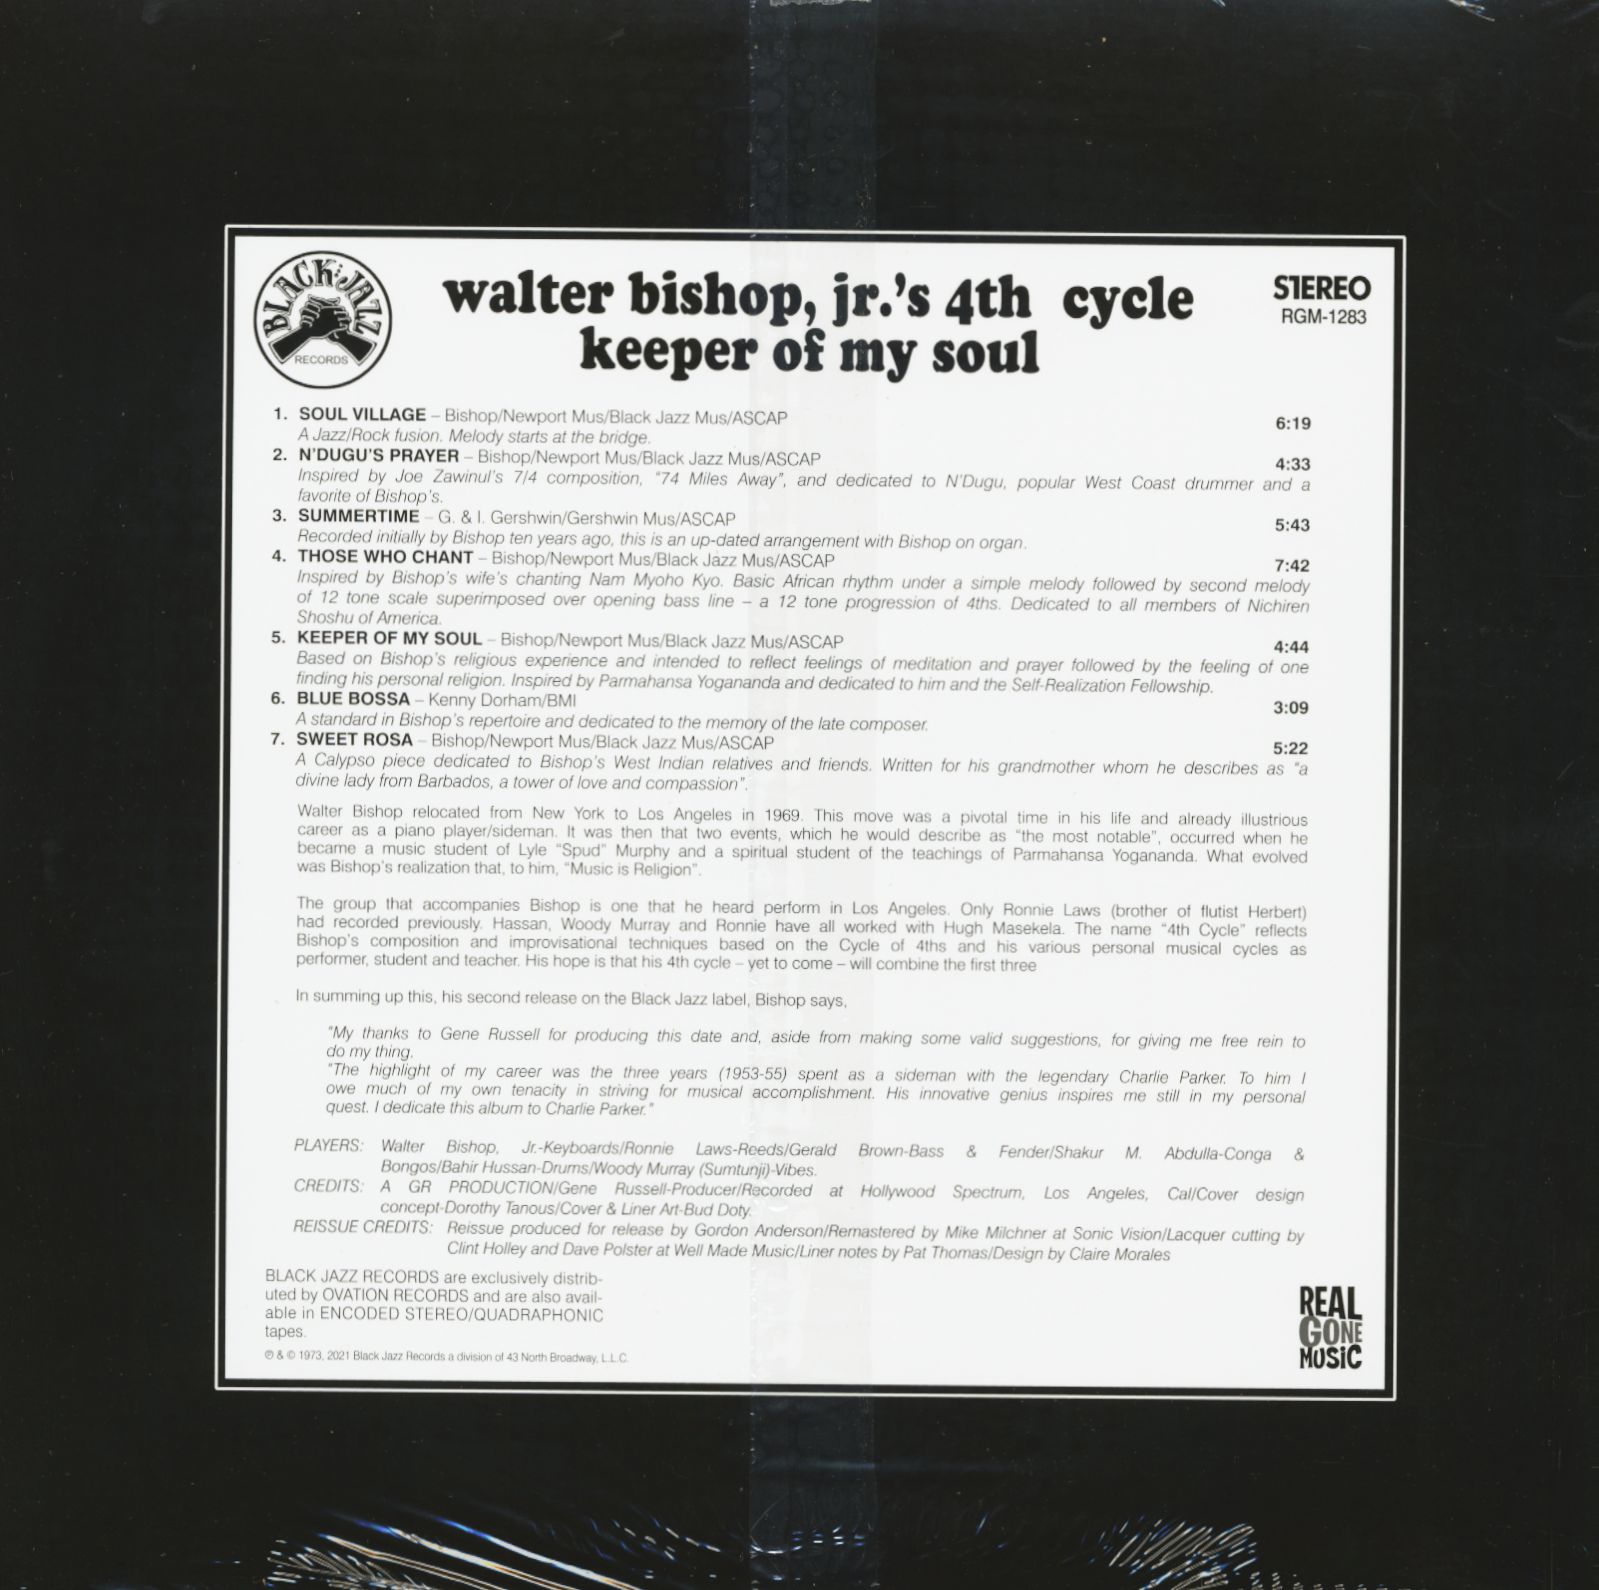 BLACK JAZZ
RECORDS
walter bishop, jr.'s 4th cycle
keeper of my soul
STEREO
RGM-1283
1. SOUL VILLAGE – Bishop/Newport Mus/Black Jazz Mus/ASCAP 6:19
A Jazz/Rock fusion. Melody starts at the bridge.
2. N'DUGU'S PRAYER – Bishop/Newport Mus/Black Jazz Mus/ASCAP 4:33
Inspired by Joe Zawinul's 7/4 composition, "74 Miles Away", and dedicated to N'Dugu, popular West Coast drummer and a
favorite of Bishop's.
3. SUMMERTIME – G. & I. Gershwin/Gershwin Mus/ASCAP 5:43
Recorded initially by Bishop ten years ago, this is an up-dated arrangement with Bishop on organ.
4. THOSE WHO CHANT – Bishop/Newport Mus/Black Jazz Mus/ASCAP 7:42
Inspired by Bishop's wife's chanting Nam Myoho Kyo. Basic African rhythm under a simple melody followed by second melody
of 12 tone scale superimposed over opening bass line – a 12 tone progression of 4ths. Dedicated to all members of Nichiren
Shoshu of America.
5. KEEPER OF MY SOUL – Bishop/Newport Mus/Black Jazz Mus/ASCAP 4:44
Based on Bishop's religious experience and intended to reflect feelings of meditation and prayer followed by the feeling of one
finding his personal religion. Inspired by Parmahansa Yogananda and dedicated to him and the Self-Realization Fellowship.
6. BLUE BOSSA – Kenny Dorham/BMI 3:09
A standard in Bishop's repertoire and dedicated to the memory of the late composer.
7. SWEET ROSA – Bishop/Newport Mus/Black Jazz Mus/ASCAP 5:22
A Calypso piece dedicated to Bishop's West Indian relatives and friends. Written for his grandmother whom he describes as "a
divine lady from Barbados, a tower of love and compassion".
Walter Bishop relocated from New York to Los Angeles in 1969. This move was a pivotal time in his life and already illustrious
career as a piano player/sideman. It was then that two events, which he would describe as "the most notable", occurred when he
became a music student of Lyle "Spud" Murphy and a spiritual student of the teachings of Parmahansa Yogananda. What evolved
was Bishop's realization that, to him, "Music is Religion".
The group that accompanies Bishop is one that he heard perform in Los Angeles. Only Ronnie Laws (brother of flutist Herbert)
had recorded previously. Hassan, Woody Murray and Ronnie have all worked with Hugh Masekela. The name "4th Cycle" reflects
Bishop's composition and improvisational techniques based on the Cycle of 4ths and his various personal musical cycles as
performer, student and teacher. His hope is that his 4th cycle – yet to come – will combine the first three
In summing up this, his second release on the Black Jazz label, Bishop says,
"My thanks to Gene Russell for producing this date and, aside from making some valid suggestions, for giving me free rein to
do my thing.
"The highlight of my career was the three years (1953-55) spent as a sideman with the legendary Charlie Parker. To him I
owe much of my own tenacity in striving for musical accomplishment. His innovative genius inspires me still in my personal
quest. I dedicate this album to Charlie Parker."
PLAYERS: Walter Bishop, Jr.-Keyboards/Ronnie Laws-Reeds/Gerald Brown-Bass & Fender/Shakur M. Abdulla-Conga &
Bongos/Bahir Hussan-Drums/Woody Murray (Sumtunji)-Vibes.
CREDITS: A GR PRODUCTION/Gene Russell-Producer/Recorded at Hollywood Spectrum, Los Angeles, Cal/Cover design
concept-Dorothy Tanous/Cover & Liner Art-Bud Doty.
REISSUE CREDITS: Reissue produced for release by Gordon Anderson/Remastered by Mike Milchner at Sonic Vision/Lacquer cutting by
Clint Holley and Dave Polster at Well Made Music/Liner notes by Pat Thomas/Design by Claire Morales
BLACK JAZZ RECORDS are exclusively distrib-
uted by OVATION RECORDS and are also avail-
able in ENCODED STEREO/QUADRAPHONIC
tapes.
℗ & © 1973, 2021 Black Jazz Records a division of 43 North Broadway, L.L.C.
REAL
GONE
MUSIC